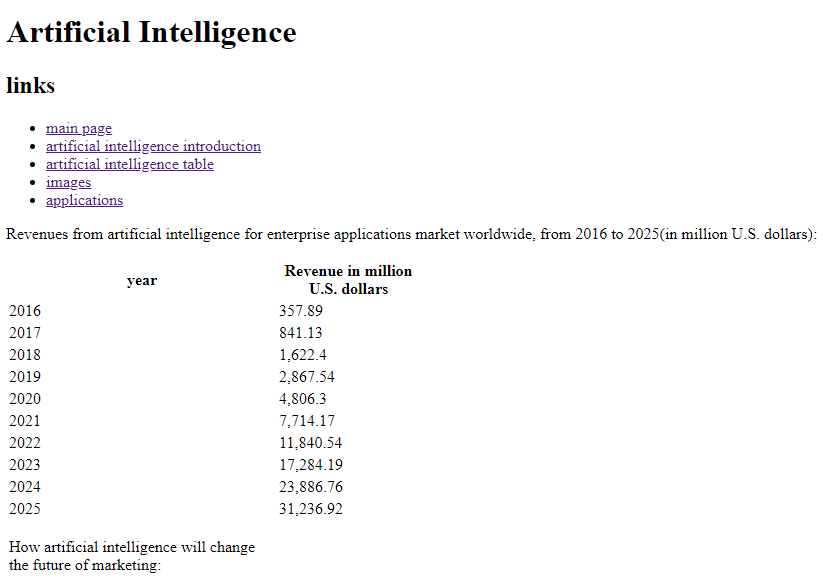 Artificial Intelligence
links
main page
artificial intelligence introduction
artificial intelligence table
images
applications
Revenues from artificial intelligence for enterprise applications market worldwide, from 2016 to 2025(in million U.S. dollars):
year Revenue in million
U.S. dollars
2016 357.89
2017 841.13
2018 1,622.4
2019 2,867.54
2020 4,806.3
2021 7,714.17
2022 11,840.54
2023 17,284.19
2024 23,886.76
2025 31,236.92
How artificial intelligence will change
the future of marketing: